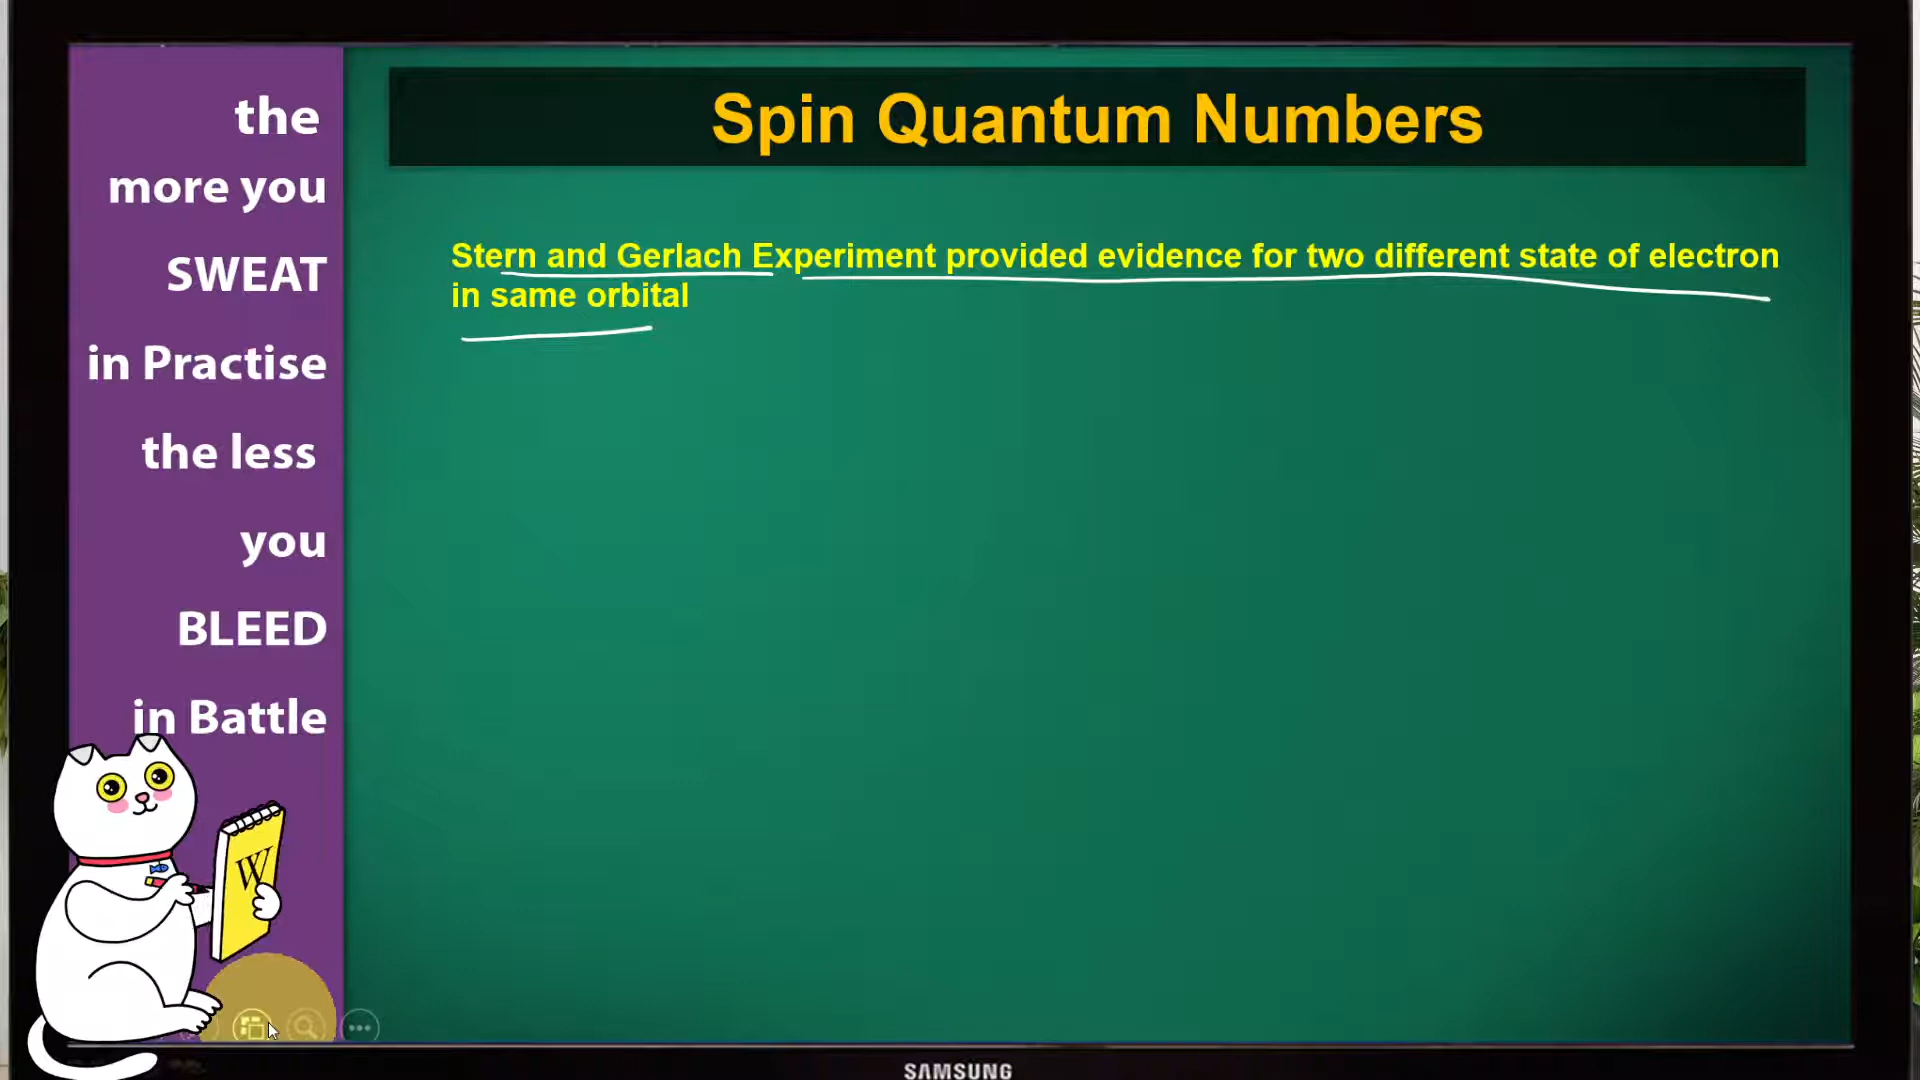 the
more you
SWEAT
in Practise
the less
you
BLEED
in Battle
Spin Quantum Numbers
Stern and Gerlach Experiment provided evidence for two different state of electron
in same orbital
W
SAMSUNG